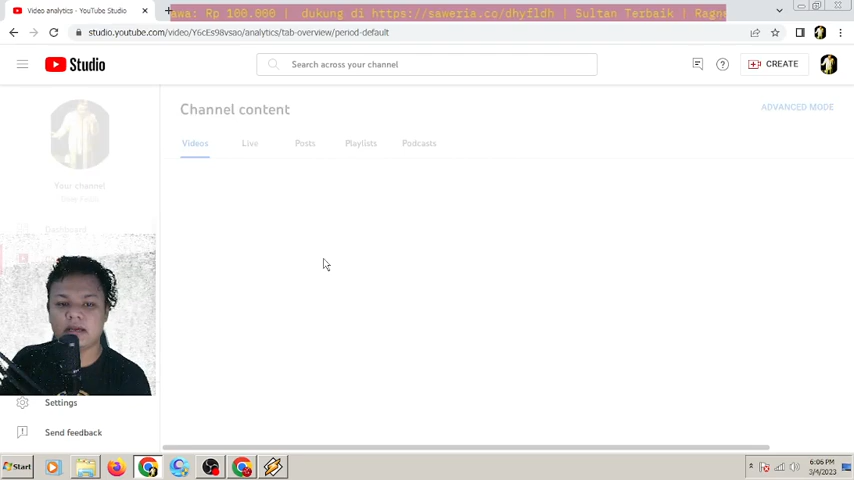 Video analytics - YouTube Studio
awa: Rp 100.000 | dukung di https://saweria.co/dhyfldh | Sultan Terbaik | Ragne
studio.youtube.com/video/Y6cEs98vsao/analytics/tab-overview/period-default
Studio
Search across your channel
CREATE
Channel content
ADVANCED MODE
Videos
Live
Posts
Playlists
Podcasts
Your channel
Dashboard
Settings
Send feedback
Start
6:06 PM
3/4/2023